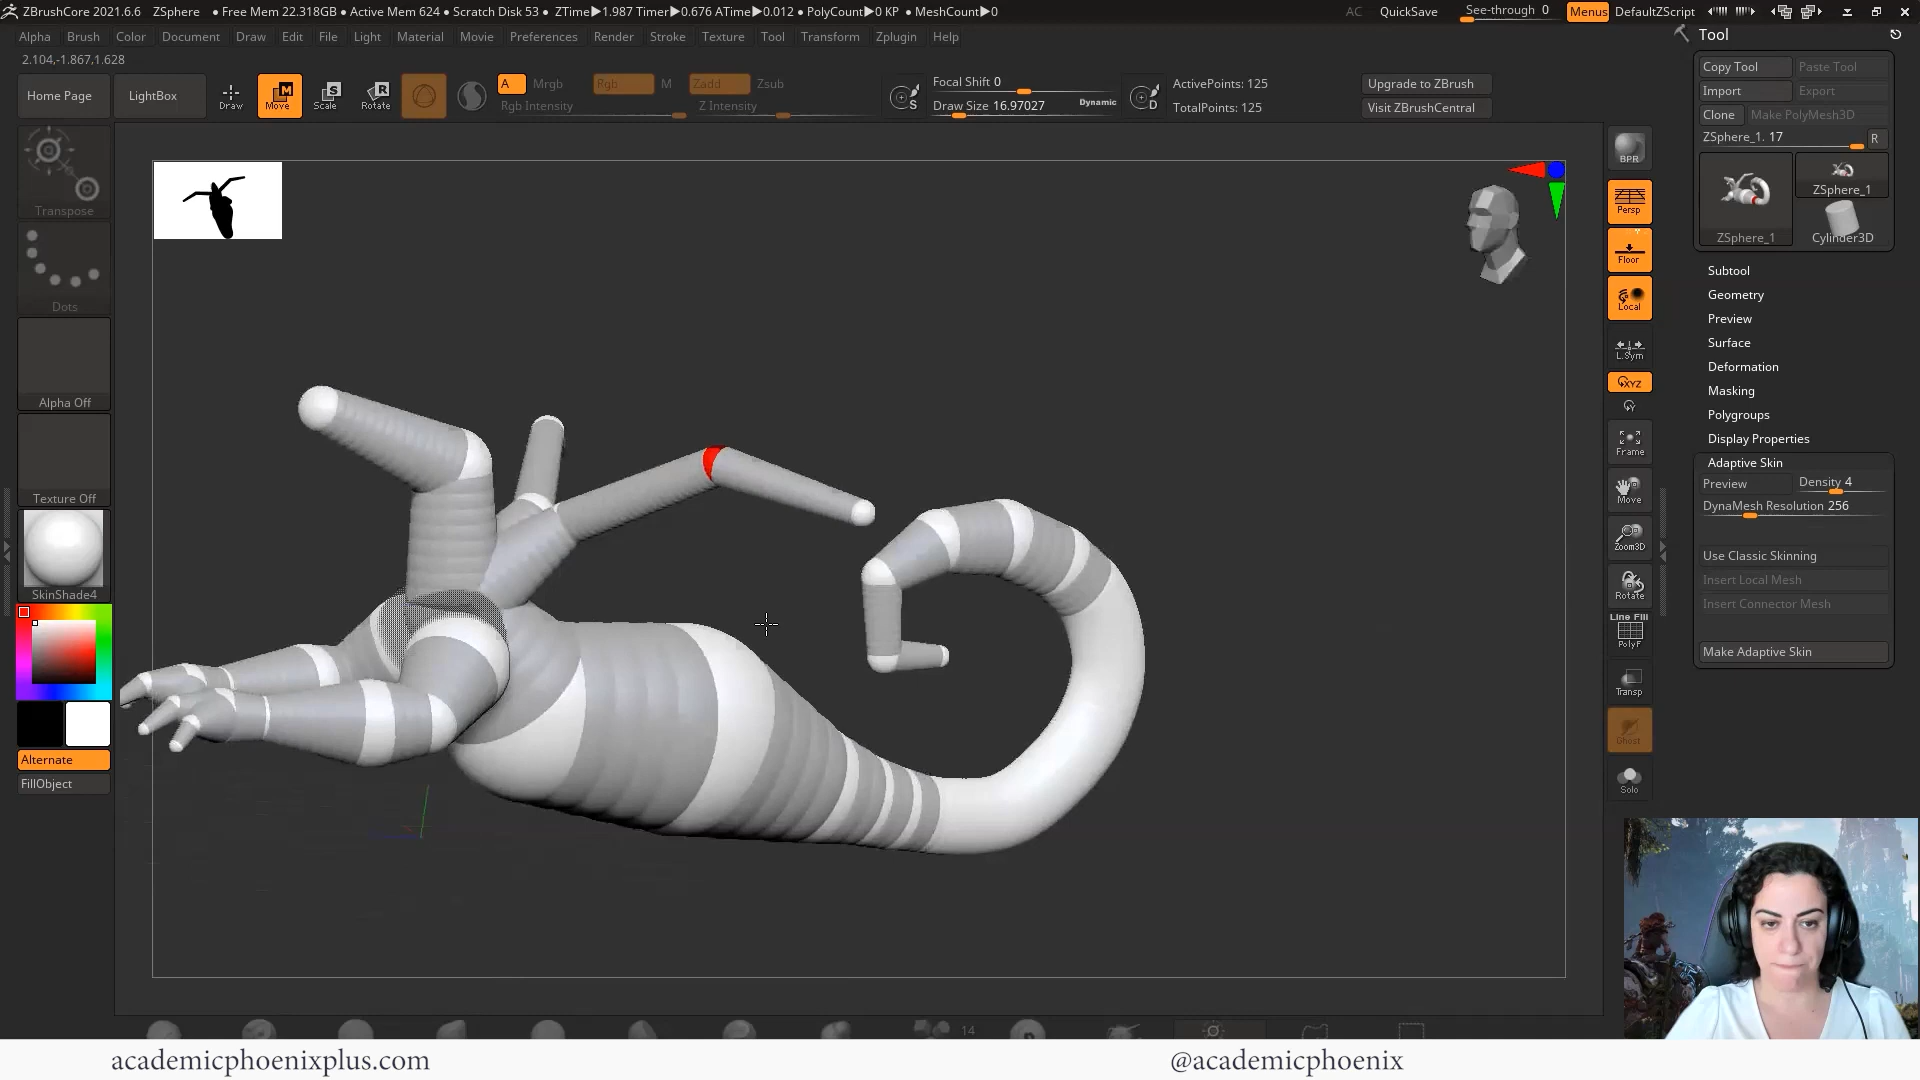 ZBrushCore 2021.6.6 ZSphere ● Free Mem 22.318GB ● Active Mem 624 ● Scratch Disk 53 ● ZTime▶1.987 Timer▶0.676 ATime▶0.012 ● PolyCount▶0 KP ● MeshCount▶0 AC QuickSave See-through 0 Menus DefaultZScript
Alpha Brush Color Document Draw Edit File Light Material Movie Preferences Render Stroke Texture Tool Transform Zplugin Help
2.104,-1.867,1.628
Home Page LightBox Draw Move Scale Rotate
A Mrgb Rgb M Zadd Zsub
Rgb Intensity Z Intensity
S Focal Shift 0
Draw Size 16.97027 Dynamic
D ActivePoints: 125
TotalPoints: 125
Upgrade to ZBrush
Visit ZBrushCentral
Transpose
Dots
Alpha Off
Texture Off
SkinShade4
Alternate
FillObject
BPR
Persp
Floor
Local
L.Sym
XYZ
Y
Frame
Move
Zoom3D
Rotate
Line Fill
PolyF
Transp
Ghost
Solo
Tool
Copy Tool Paste Tool
Import Export
Clone Make PolyMesh3D
ZSphere_1. 17 R
ZSphere_1
ZSphere_1 Cylinder3D
Subtool
Geometry
Preview
Surface
Deformation
Masking
Polygroups
Display Properties
Adaptive Skin
Preview Density 4
DynaMesh Resolution 256
Use Classic Skinning
Insert Local Mesh
Insert Connector Mesh
Make Adaptive Skin
14
academicphoenixplus.com @academicphoenix